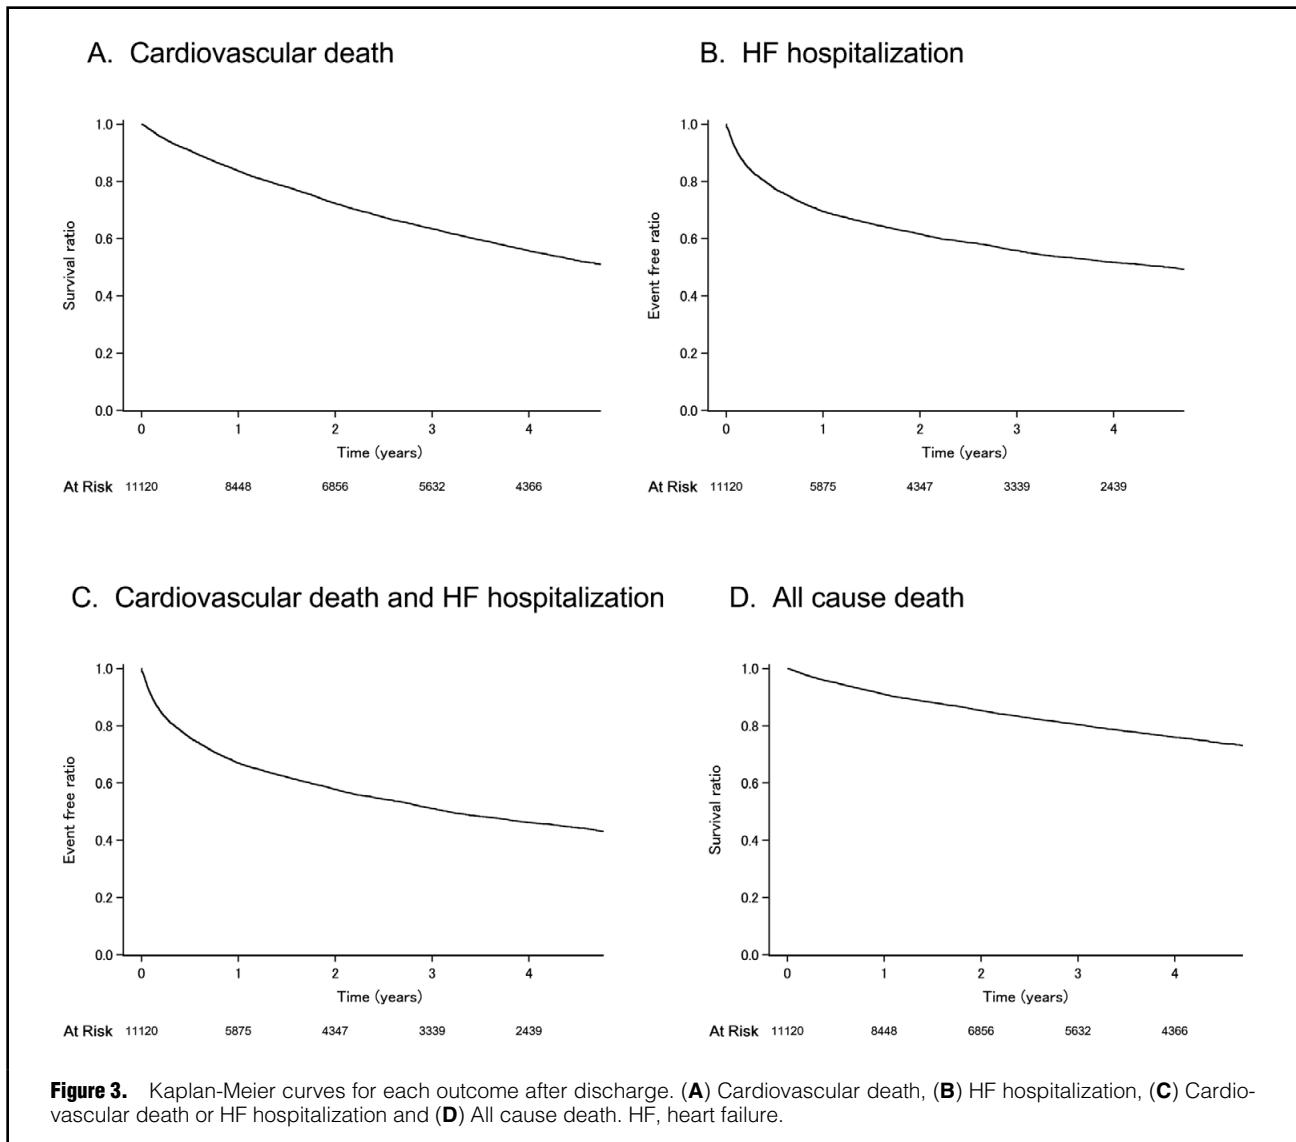 A. Cardiovascular death
B. HF hospitalization
Survival ratio
1.0
0.8
0.6
0.4
0.2
0.0
0 1 2 3 4
Time (years)
At Risk 11120 8448 6856 5632 4366
Event free ratio
1.0
0.8
0.6
0.4
0.2
0.0
0 1 2 3 4
Time (years)
At Risk 11120 5875 4347 3339 2439
C. Cardiovascular death and HF hospitalization
D. All cause death
Event free ratio
1.0
0.8
0.6
0.4
0.2
0.0
0 1 2 3 4
Time (years)
At Risk 11120 5875 4347 3339 2439
Survival ratio
1.0
0.8
0.6
0.4
0.2
0.0
0 1 2 3 4
Time (years)
At Risk 11120 8448 6856 5632 4366
Figure 3. Kaplan-Meier curves for each outcome after discharge. (A) Cardiovascular death, (B) HF hospitalization, (C) Cardio-
vascular death or HF hospitalization and (D) All cause death. HF, heart failure.